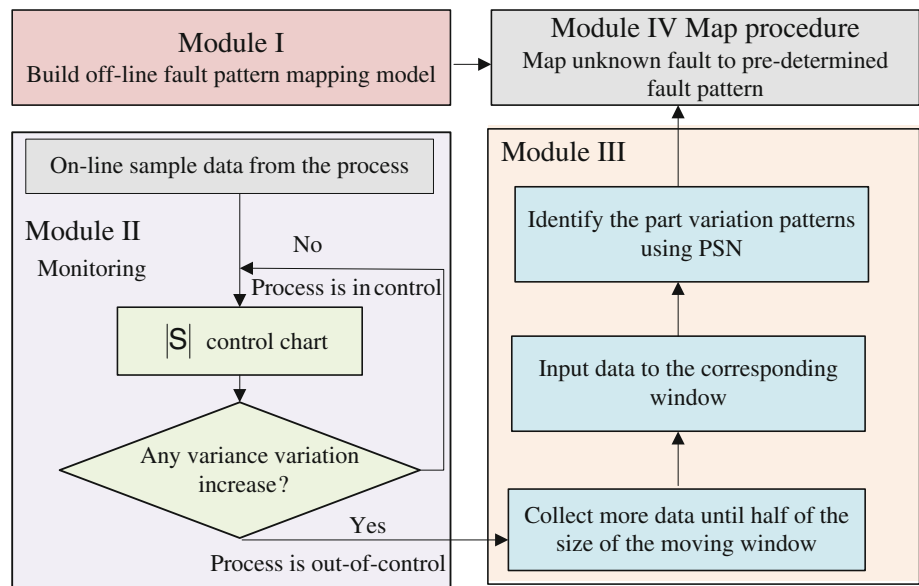 Module I
Build off-line fault pattern mapping model
Module IV Map procedure
Map unknown fault to pre-determined
fault pattern
On-line sample data from the process
Module II
Monitoring
No
Process is in control
|S| control chart
Any variance variation
increase?
Yes
Process is out-of-control
Module III
Identify the part variation patterns
using PSN
Input data to the corresponding
window
Collect more data until half of the
size of the moving window